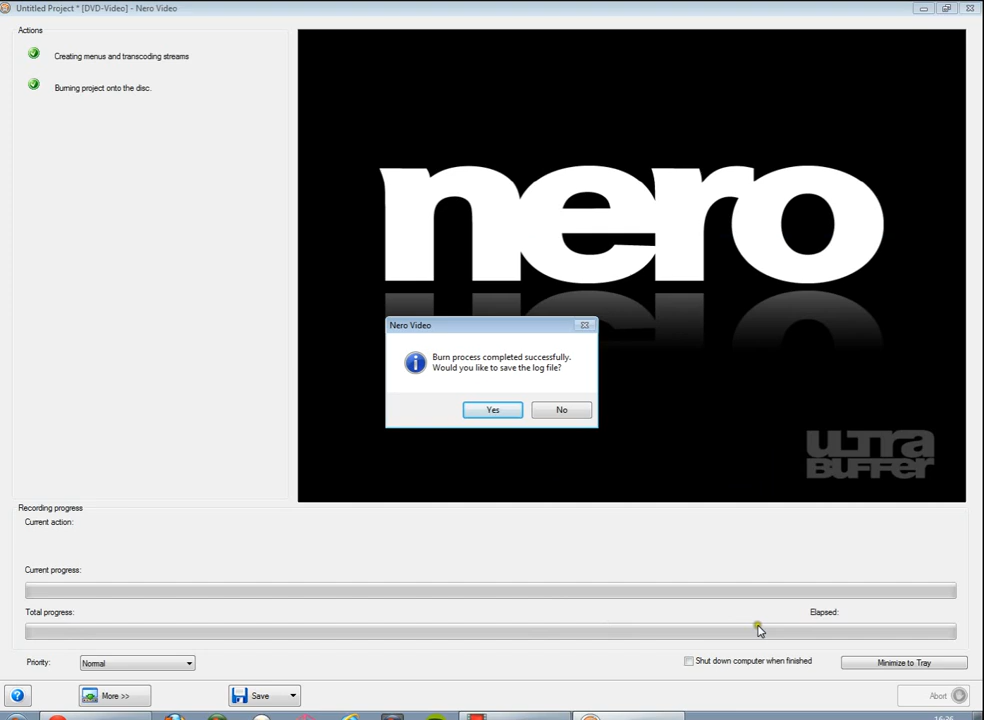 Untitled Project * [DVD-Video] - Nero Video
Actions
Creating menus and transcoding streams
Burning project onto the disc.
nero
Nero Video
Burn process completed successfully.
Would you like to save the log file?
Yes No
ULTRA
BUFFER
Recording progress
Current action:
Current progress:
Total progress: Elapsed:
Priority: Normal Shut down computer when finished Minimize to Tray
More >> Save Abort